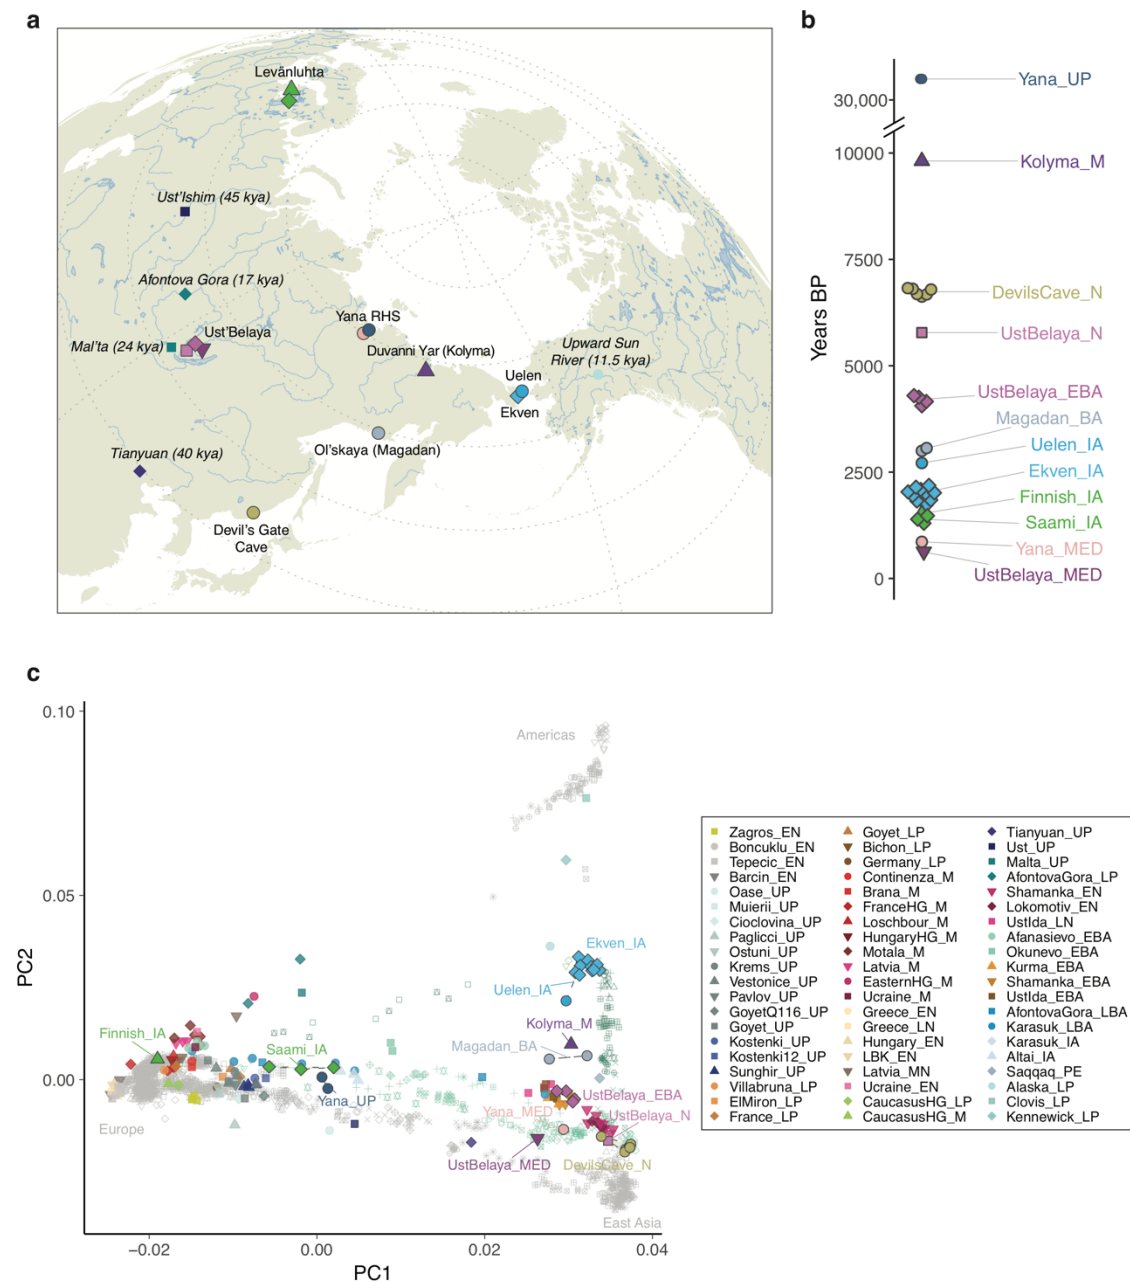 a
Levänluhta
Ust'Ishim (45 kya)
Afontova Gora (17 kya)
Yana RHS
Ust'Belaya
Mal'ta (24 kya)
Duvanni Yar (Kolyma)
Upward Sun
River (11.5 kya)
Uelen
Ekven
Ol'skaya (Magadan)
Tianyuan (40 kya)
Devil's Gate
Cave
b
Years BP
30,000
10000
7500
5000
2500
0
Yana_UP
Kolyma_M
DevilsCave_N
UstBelaya_N
UstBelaya_EBA
Magadan_BA
Uelen_IA
Ekven_IA
Finnish_IA
Saami_IA
Yana_MED
UstBelaya_MED
c
PC2
0.10
0.05
0.00
Americas
Ekven_IA
Uelen_IA
Kolyma_M
Magadan_BA
Finnish_IA
Saami_IA
Yana_UP
UstBelaya_EBA
Yana_MED
UstBelaya_N
Europe
UstBelaya_MED
DevilsCave_N
East Asia
−0.02
0.00
0.02
0.04
PC1
Zagros_EN
Boncuklu_EN
Tepecic_EN
Barcin_EN
Oase_UP
Muierii_UP
Cioclovina_UP
Paglicci_UP
Ostuni_UP
Krems_UP
Vestonice_UP
Pavlov_UP
GoyetQ116_UP
Goyet_UP
Kostenki_UP
Kostenki12_UP
Sunghir_UP
Villabruna_LP
ElMiron_LP
France_LP
Goyet_LP
Bichon_LP
Germany_LP
Continenza_M
Brana_M
FranceHG_M
Loschbour_M
HungaryHG_M
Motala_M
Latvia_M
EasternHG_M
Ucraine_M
Greece_EN
Greece_LN
Hungary_EN
LBK_EN
Latvia_MN
Ucraine_EN
CaucasusHG_LP
CaucasusHG_M
Tianyuan_UP
Ust_UP
Malta_UP
AfontovaGora_LP
Shamanka_EN
Lokomotiv_EN
UstIda_LN
Afanasievo_EBA
Okunevo_EBA
Kurma_EBA
Shamanka_EBA
UstIda_EBA
AfontovaGora_LBA
Karasuk_LBA
Karasuk_IA
Altai_IA
Saqqaq_PE
Alaska_LP
Clovis_LP
Kennewick_LP